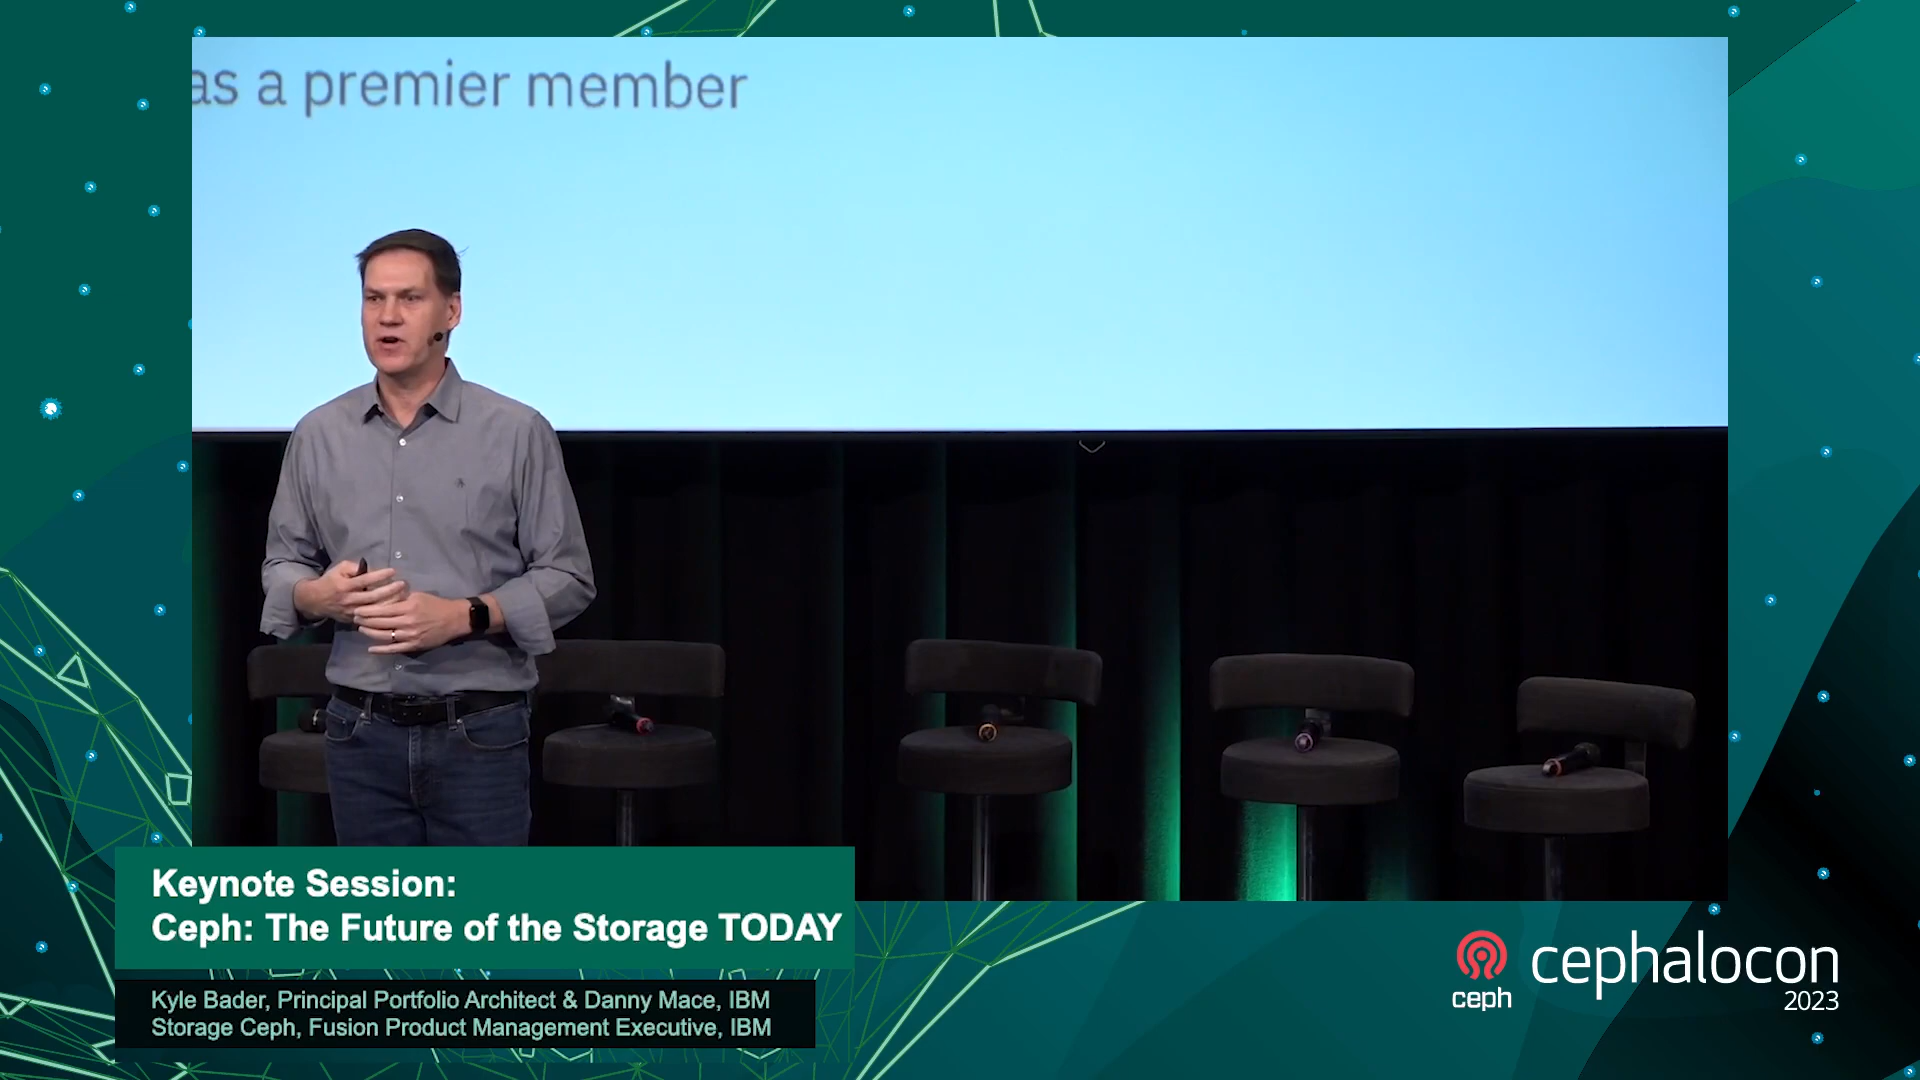 as a premier member
Keynote Session:
Ceph: The Future of the Storage TODAY
Kyle Bader, Principal Portfolio Architect & Danny Mace, IBM
Storage Ceph, Fusion Product Management Executive, IBM
ceph
cephalocon
2023